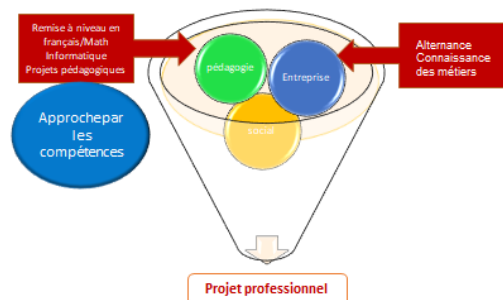 Remise à niveau en
français/Math
Informatique
Projets pédagogiques
Alternance
Connaissance
des métiers
pédagogie
Entreprise
social
Approchepar
les
compétences
Projet professionnel